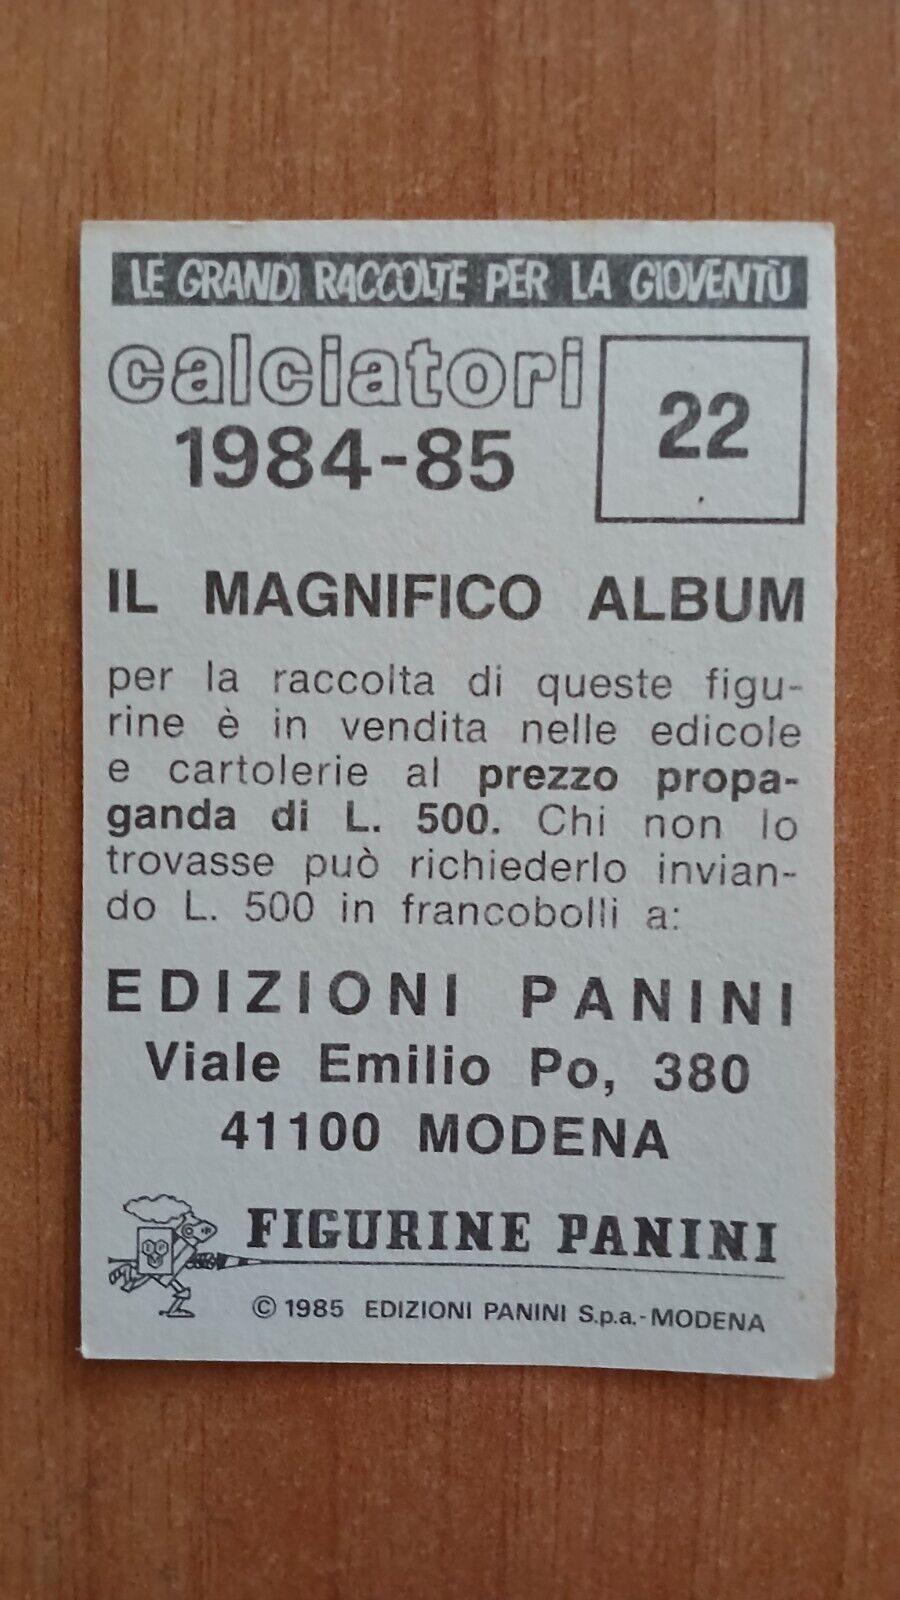 LE GRANDI RACCOLTE PER LA GIOVENTÙ
calciatori
1984-85
22
IL MAGNIFICO ALBUM
per la raccolta di queste figu-
rine è in vendita nelle edicole
e cartolerie al prezzo propa-
ganda di L. 500. Chi non lo
trovasse può richiederlo invian-
do L. 500 in francobolli a:
EDIZIONI PANINI
Viale Emilio Po, 380
41100 MODENA
FIGURINE PANINI
© 1985 EDIZIONI PANINI S.p.a.-MODENA